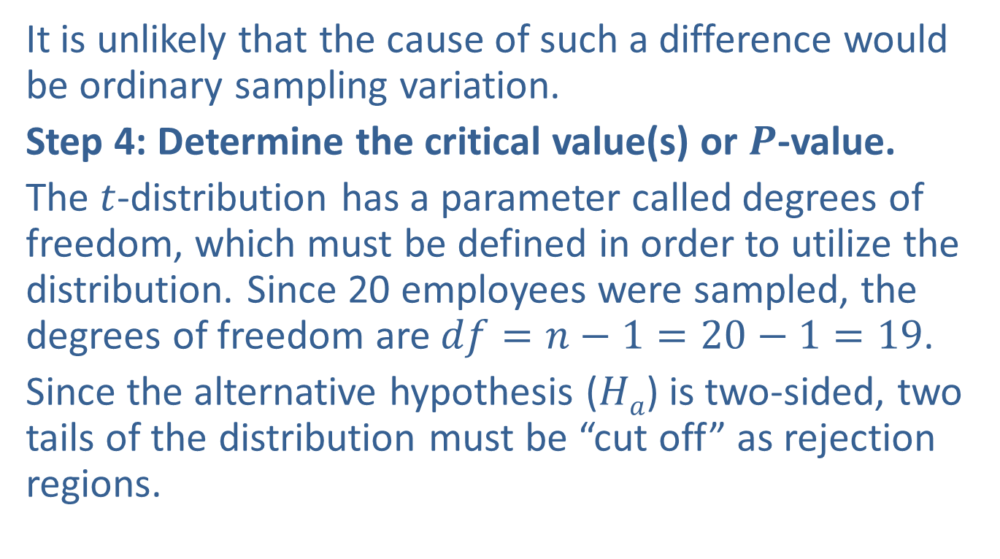 It is unlikely that the cause of such a difference would
be ordinary sampling variation.
Step 4: Determine the critical value(s) or P-value.
The t-distribution has a parameter called degrees of
freedom, which must be defined in order to utilize the
distribution. Since 20 employees were sampled, the
degrees of freedom are df = n − 1 = 20 − 1 = 19.
Since the alternative hypothesis (Hₐ) is two-sided, two
tails of the distribution must be “cut off” as rejection
regions.